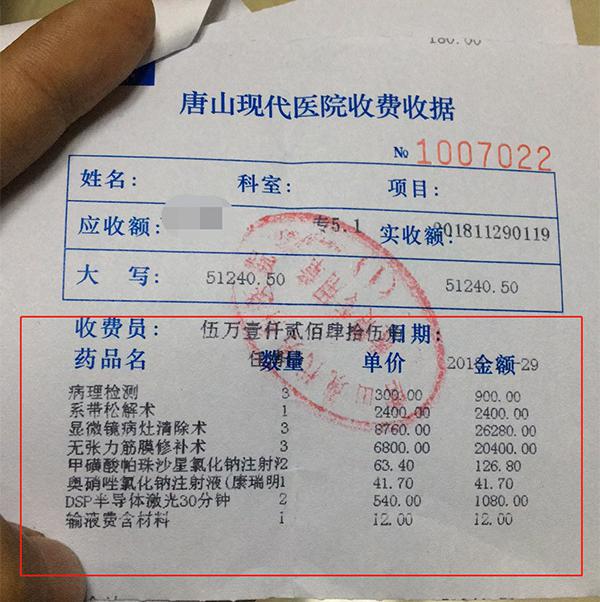 180.00
唐山现代医院收费收据
№ 1007022
姓名: 科室: 项目:
应收额: 专5.1 实收额: 201811290119
大 写: 51240.50 51240.50
收费员: 伍万壹仟贰佰肆拾伍 日期:
药品名 数量 单价 金额 -29
病理检测 3 300.00 900.00
系带松解术 1 2400.00 2400.00
显微镜病灶清除术 3 8760.00 26280.00
无张力筋膜修补术 3 6800.00 20400.00
甲磺酸帕珠沙星氯化钠注射液2 63.40 126.80
奥硝唑氯化钠注射液(康瑞明1 41.70 41.70
DSP半导体激光30分钟 2 540.00 1080.00
输液费含材料 1 12.00 12.00